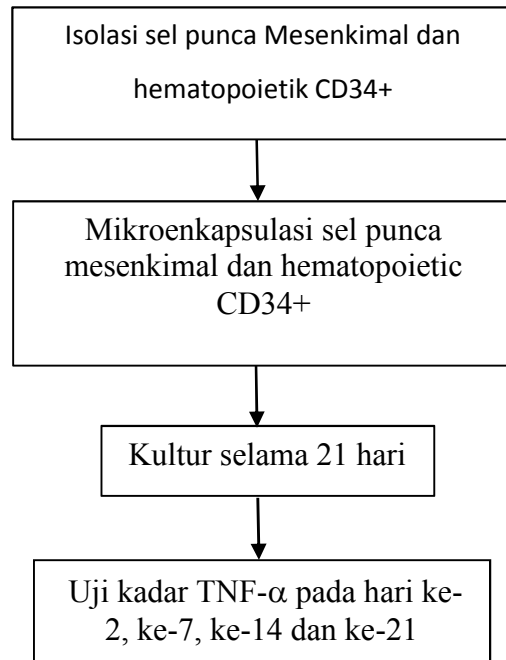 Isolasi sel punca Mesenkimal dan
hematopoietik CD34+
Mikroenkapsulasi sel punca
mesenkimal dan hematopoietic
CD34+
Kultur selama 21 hari
Uji kadar TNF-α pada hari ke-
2, ke-7, ke-14 dan ke-21